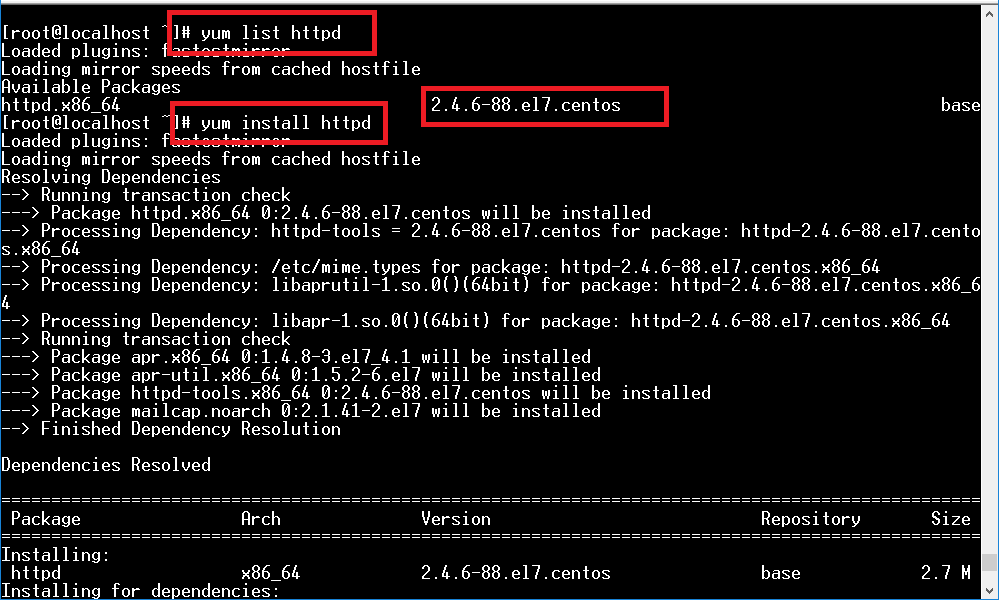 [root@localhost ~]# yum list httpd
Loaded plugins: fastestmirror
Loading mirror speeds from cached hostfile
Available Packages
httpd.x86_64 2.4.6-88.el7.centos base
[root@localhost ~]# yum install httpd
Loaded plugins: fastestmirror
Loading mirror speeds from cached hostfile
Resolving Dependencies
--> Running transaction check
---> Package httpd.x86_64 0:2.4.6-88.el7.centos will be installed
--> Processing Dependency: httpd-tools = 2.4.6-88.el7.centos for package: httpd-2.4.6-88.el7.cento
s.x86_64
--> Processing Dependency: /etc/mime.types for package: httpd-2.4.6-88.el7.centos.x86_64
--> Processing Dependency: libaprutil-1.so.0()(64bit) for package: httpd-2.4.6-88.el7.centos.x86_6
4
--> Processing Dependency: libapr-1.so.0()(64bit) for package: httpd-2.4.6-88.el7.centos.x86_64
--> Running transaction check
---> Package apr.x86_64 0:1.4.8-3.el7_4.1 will be installed
---> Package apr-util.x86_64 0:1.5.2-6.el7 will be installed
---> Package httpd-tools.x86_64 0:2.4.6-88.el7.centos will be installed
---> Package mailcap.noarch 0:2.1.41-2.el7 will be installed
--> Finished Dependency Resolution
Dependencies Resolved
==================================================================================================
Package Arch Version Repository Size
==================================================================================================
Installing:
httpd x86_64 2.4.6-88.el7.centos base 2.7 M
Installing for dependencies: